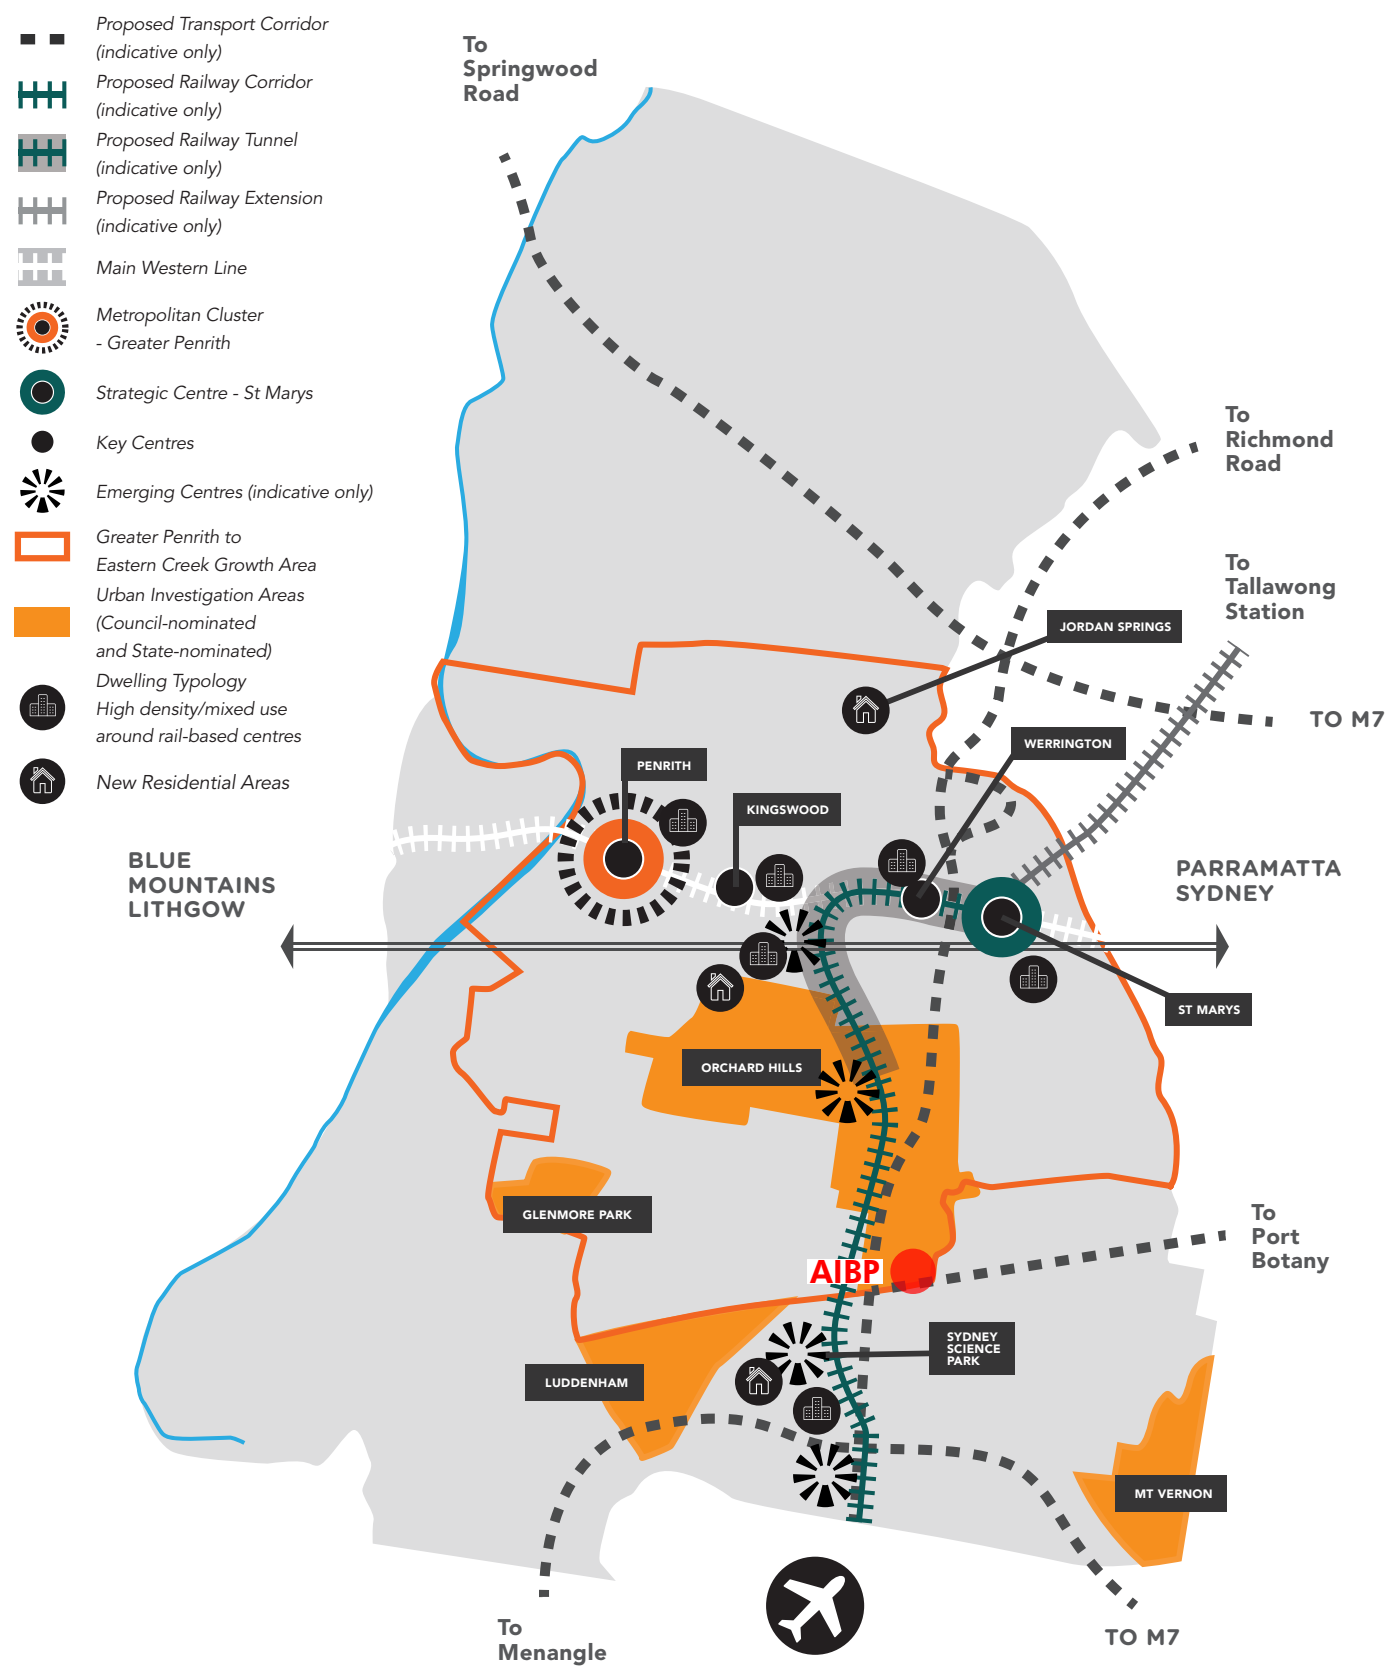 Proposed Transport Corridor
(indicative only)
Proposed Railway Corridor
(indicative only)
Proposed Railway Tunnel
(indicative only)
Proposed Railway Extension
(indicative only)
Main Western Line
Metropolitan Cluster
- Greater Penrith
Strategic Centre - St Marys
Key Centres
Emerging Centres (indicative only)
Greater Penrith to
Eastern Creek Growth Area
Urban Investigation Areas
(Council-nominated
and State-nominated)
Dwelling Typology
High density/mixed use
around rail-based centres
New Residential Areas
To
Springwood
Road
To
Richmond
Road
To
Tallawong
Station
JORDAN SPRINGS
TO M7
WERRINGTON
PENRITH
KINGSWOOD
BLUE
MOUNTAINS
LITHGOW
PARRAMATTA
SYDNEY
ST MARYS
ORCHARD HILLS
GLENMORE PARK
To
Port
Botany
AIBP
SYDNEY
SCIENCE
PARK
LUDDENHAM
MT VERNON
To
Menangle
TO M7